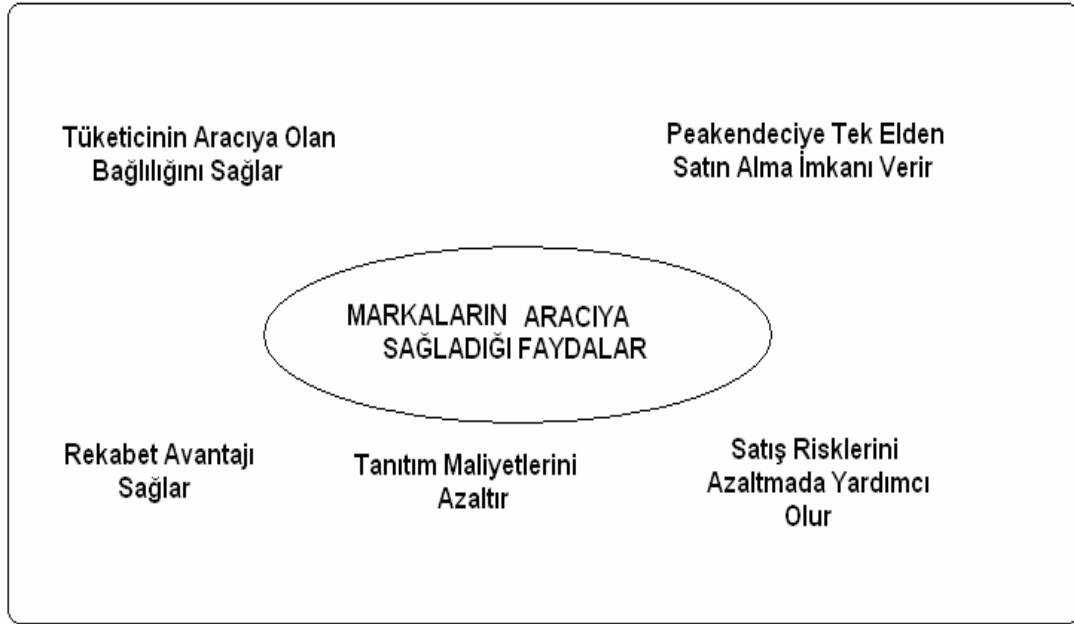 Tüketicinin Aracıya Olan
Bağlılığını Sağlar
Peakendeciye Tek Elden
Satın Alma İmkanı Verir
MARKALARIN ARACIYA
SAĞLADIĞI FAYDALAR
Rekabet Avantajı
Sağlar
Tanıtım Maliyetlerini
Azaltır
Satış Risklerini
Azaltmada Yardımcı
Olur